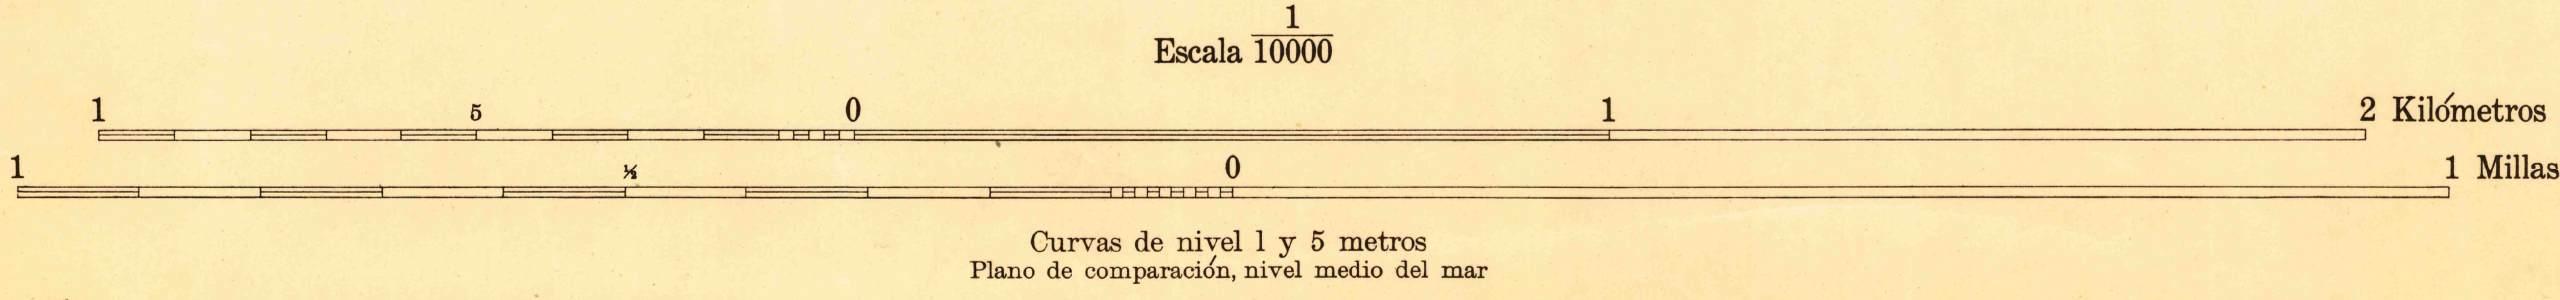 Escala 1/10000
1 5 0 1 2 Kilómetros
1 ½ 0 1 Millas
Curvas de nivel 1 y 5 metros
Plano de comparación, nivel medio del mar